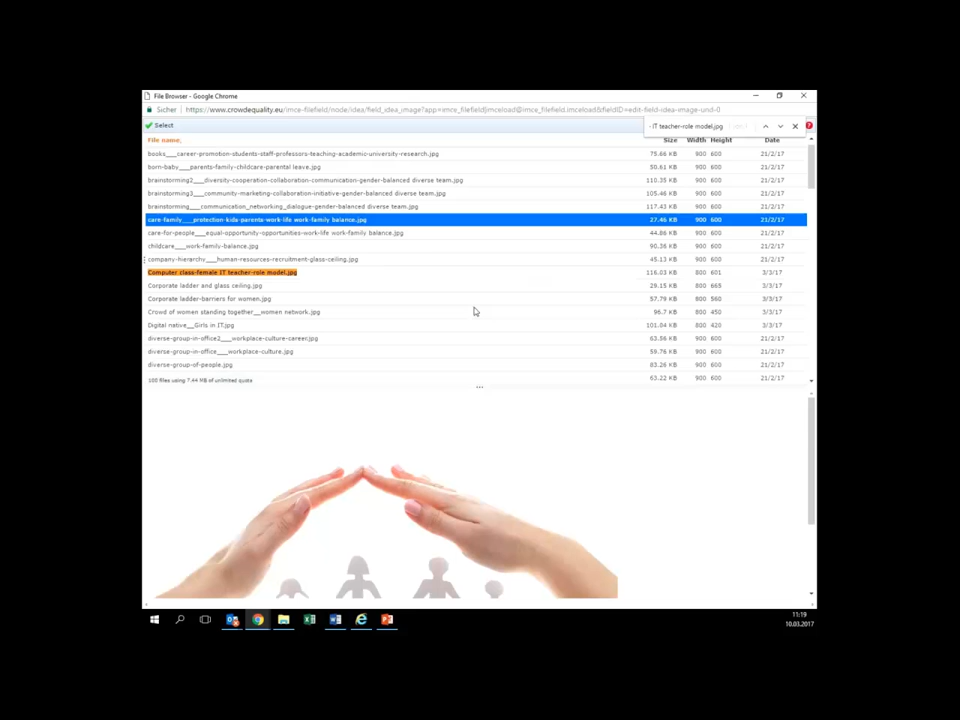 File Browser - Google Chrome
Sicher https://www.crowdequality.eu/imce-filefield/node/idea/field_idea_image?app=imce_filefield|imceload@imce_filefield.imceload&fieldID=edit-field-idea-image-und-0
Select
- IT teacher-role model.jpg
File name Size Width Height Date
books___career-promotion-students-staff-professors-teaching-academic-university-research.jpg 75.66 KB 900 600 21/2/17
born-baby__parents-family-childcare-parental leave.jpg 50.61 KB 900 600 21/2/17
brainstorming2___diversity-cooperation-collaboration-communication-gender-balanced diverse team.jpg 110.35 KB 900 600 21/2/17
brainstorming3___community-marketing-collaboration-initiative-gender-balanced diverse team.jpg 105.46 KB 900 600 21/2/17
brainstorming___communication_networking_dialogue-gender-balanced diverse team.jpg 117.43 KB 900 600 21/2/17
care-family___protection-kids-parents-work-life work-family balance.jpg 27.46 KB 900 600 21/2/17
care-for-people___equal-opportunity-opportunities-work-life work-family balance.jpg 44.86 KB 900 600 21/2/17
childcare___work-family-balance.jpg 90.36 KB 900 600 21/2/17
company-hierarchy___human-resources-recruitment-glass-ceiling.jpg 45.13 KB 900 600 21/2/17
Computer class-female IT teacher-role model.jpg 116.03 KB 800 601 3/3/17
Corporate ladder and glass ceiling.jpg 29.15 KB 800 665 3/3/17
Corporate ladder-barriers for women.jpg 57.79 KB 800 560 3/3/17
Crowd of women standing together__women network.jpg 96.7 KB 800 450 3/3/17
Digital native__Girls in IT.jpg 101.04 KB 800 420 3/3/17
diverse-group-in-office2___workplace-culture-career.jpg 63.86 KB 900 600 21/2/17
diverse-group-in-office___workplace-culture.jpg 59.76 KB 900 600 21/2/17
diverse-group-of-people.jpg 83.26 KB 900 600 21/2/17
63.22 KB 900 600 21/2/17
100 files using 7.44 MB of unlimited quota
11:19
10.03.2017